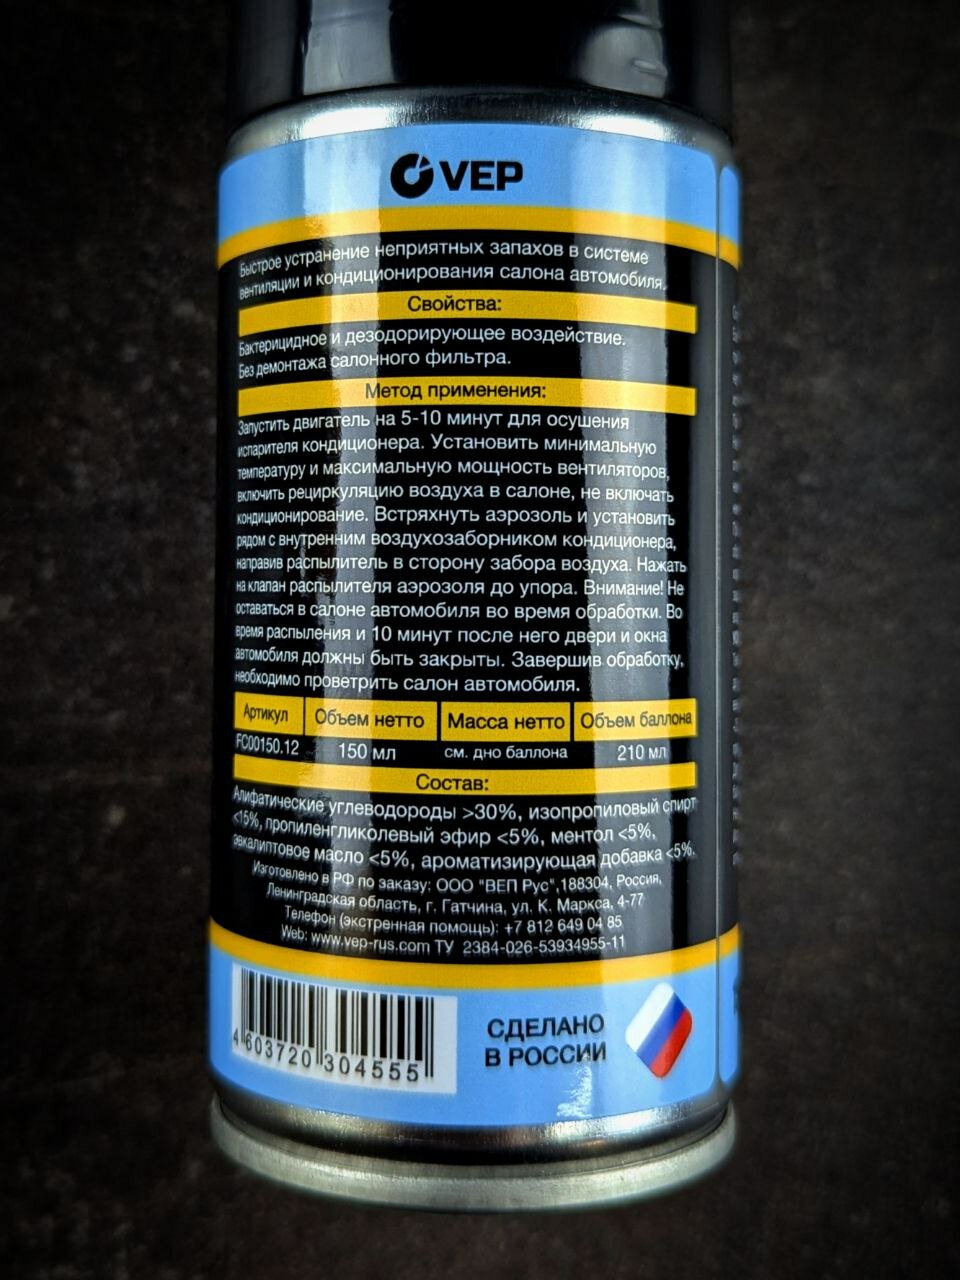 VEP
Быстрое устранение неприятных запахов в системе
вентиляции и кондиционирования салона автомобиля.
Свойства:
Бактерицидное и дезодорирующее воздействие.
Без демонтажа салонного фильтра.
Метод применения:
Запустить двигатель на 5-10 минут для осушения
испарителя кондиционера. Установить минимальную
температуру и максимальную мощность вентиляторов,
включить рециркуляцию воздуха в салоне, не включать
кондиционирование. Встряхнуть аэрозоль и установить
рядом с внутренним воздухозаборником кондиционера,
направив распылитель в сторону забора воздуха. Нажать
на клапан распылителя аэрозоля до упора. Внимание! Не
оставаться в салоне автомобиля во время обработки. Во
время распыления и 10 минут после него двери и окна
автомобиля должны быть закрыты. Завершив обработку,
необходимо проветрить салон автомобиля.
Артикул Объем нетто Масса нетто Объем баллона
FC00150.12 150 мл см. дно баллона 210 мл
Состав:
Алифатические углеводороды >30%, изопропиловый спирт
<15%, пропиленгликолевый эфир <5%, ментол <5%,
эвкалиптовое масло <5%, ароматизирующая добавка <5%.
Изготовлено в РФ по заказу: ООО "ВЕП Рус",188304, Россия,
Ленинградская область, г. Гатчина, ул. К. Маркса, 4-77
Телефон (экстренная помощь): +7 812 649 04 85
Web: www.vep-rus.com ТУ 2384-026-53934955-11
4 603720 304555
СДЕЛАНО
В РОССИИ